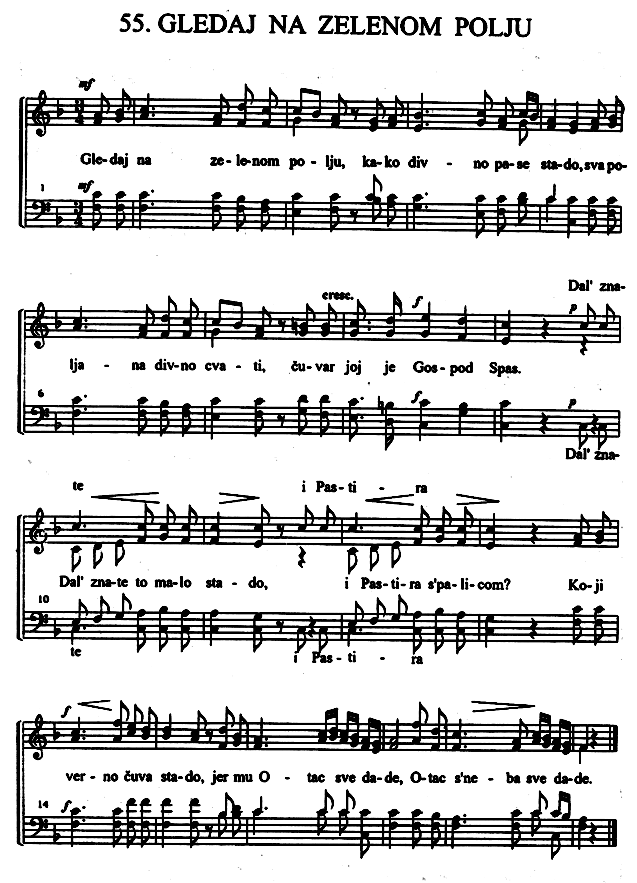 55. GLEDAJ NA ZELENOM POLJU
mf
Gle-daj na ze-le-nom po-lju, ka-ko div-no pa-se sta-do, sva po-
1
mf
Dal' zna-
cresc. f p
lja-na div-no cva-ti, ču-var joj je Gos-pod Spas.
6
f p
Dal' zna-
te i Pas-ti-ra
Dal' zna-te to ma-lo sta-do, i Pas-ti-ra s'pa-li-com? Ko-ji
10
te i Pas-ti-ra
f
ver-no čuva sta-do, jer mu O-tac sve da-de, O-tac s'ne-ba sve da-de.
14
f